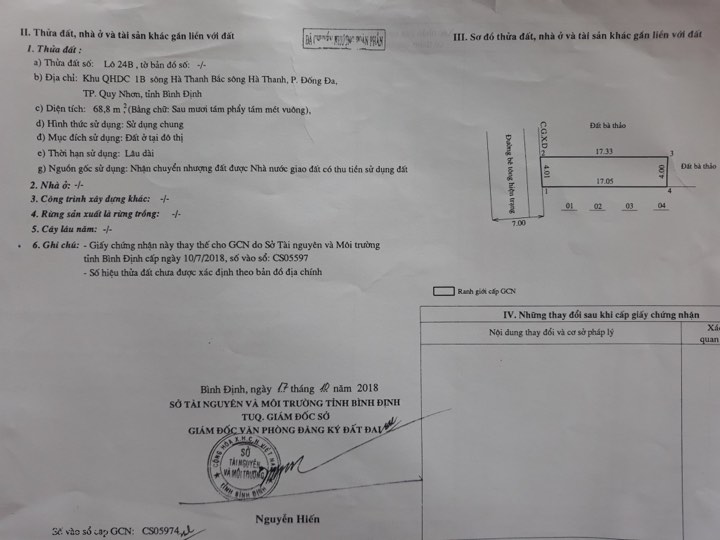 II. Thửa đất, nhà ở và tài sản khác gắn liền với đất
1. Thửa đất :
a) Thửa đất số: Lô 24B , tờ bản đồ số: -/-
b) Địa chỉ: Khu QHDC 1B sông Hà Thanh Bắc sông Hà Thanh, P. Đống Đa,
TP. Quy Nhơn, tỉnh Bình Định
c) Diện tích: 68,8 m², (Bằng chữ: Sáu mươi tám phẩy tám mét vuông),
d) Hình thức sử dụng: Sử dụng chung
đ) Mục đích sử dụng: Đất ở tại đô thị
e) Thời hạn sử dụng: Lâu dài
g) Nguồn gốc sử dụng: Nhận chuyển nhượng đất được Nhà nước giao đất có thu tiền sử dụng đất
2. Nhà ở: -/-
3. Công trình xây dựng khác: -/-
4. Rừng sản xuất là rừng trồng: -/-
5. Cây lâu năm: -/-
6. Ghi chú: - Giấy chứng nhận này thay thế cho GCN do Sở Tài nguyên và Môi trường
tỉnh Bình Định cấp ngày 10/7/2018, số vào sổ: CS05597
- Số hiệu thửa đất chưa được xác định theo bản đồ địa chính
Bình Định, ngày 17 tháng 12 năm 2018
SỞ TÀI NGUYÊN VÀ MÔI TRƯỜNG TỈNH BÌNH ĐỊNH
TUQ. GIÁM ĐỐC SỞ
GIÁM ĐỐC VĂN PHÒNG ĐĂNG KÝ ĐẤT ĐAI
SỞ
TÀI NGUYÊN
VÀ MÔI TRƯỜNG
TỈNH BÌNH ĐỊNH
Nguyễn Hiến
Số vào sổ cấp GCN: CS05974
III. Sơ đồ thửa đất, nhà ở và tài sản khác gắn liền với đất
Đất bà thảo
C.G.X.D
2
17.33
3
Đường bê tông hiện trạng
4.01
4.00
Đất bà thảo
17.05
1
4
7.00
01 02 03 04
Ranh giới cấp GCN
IV. Những thay đổi sau khi cấp giấy chứng nhận
Nội dung thay đổi và cơ sở pháp lý
Xác
quan